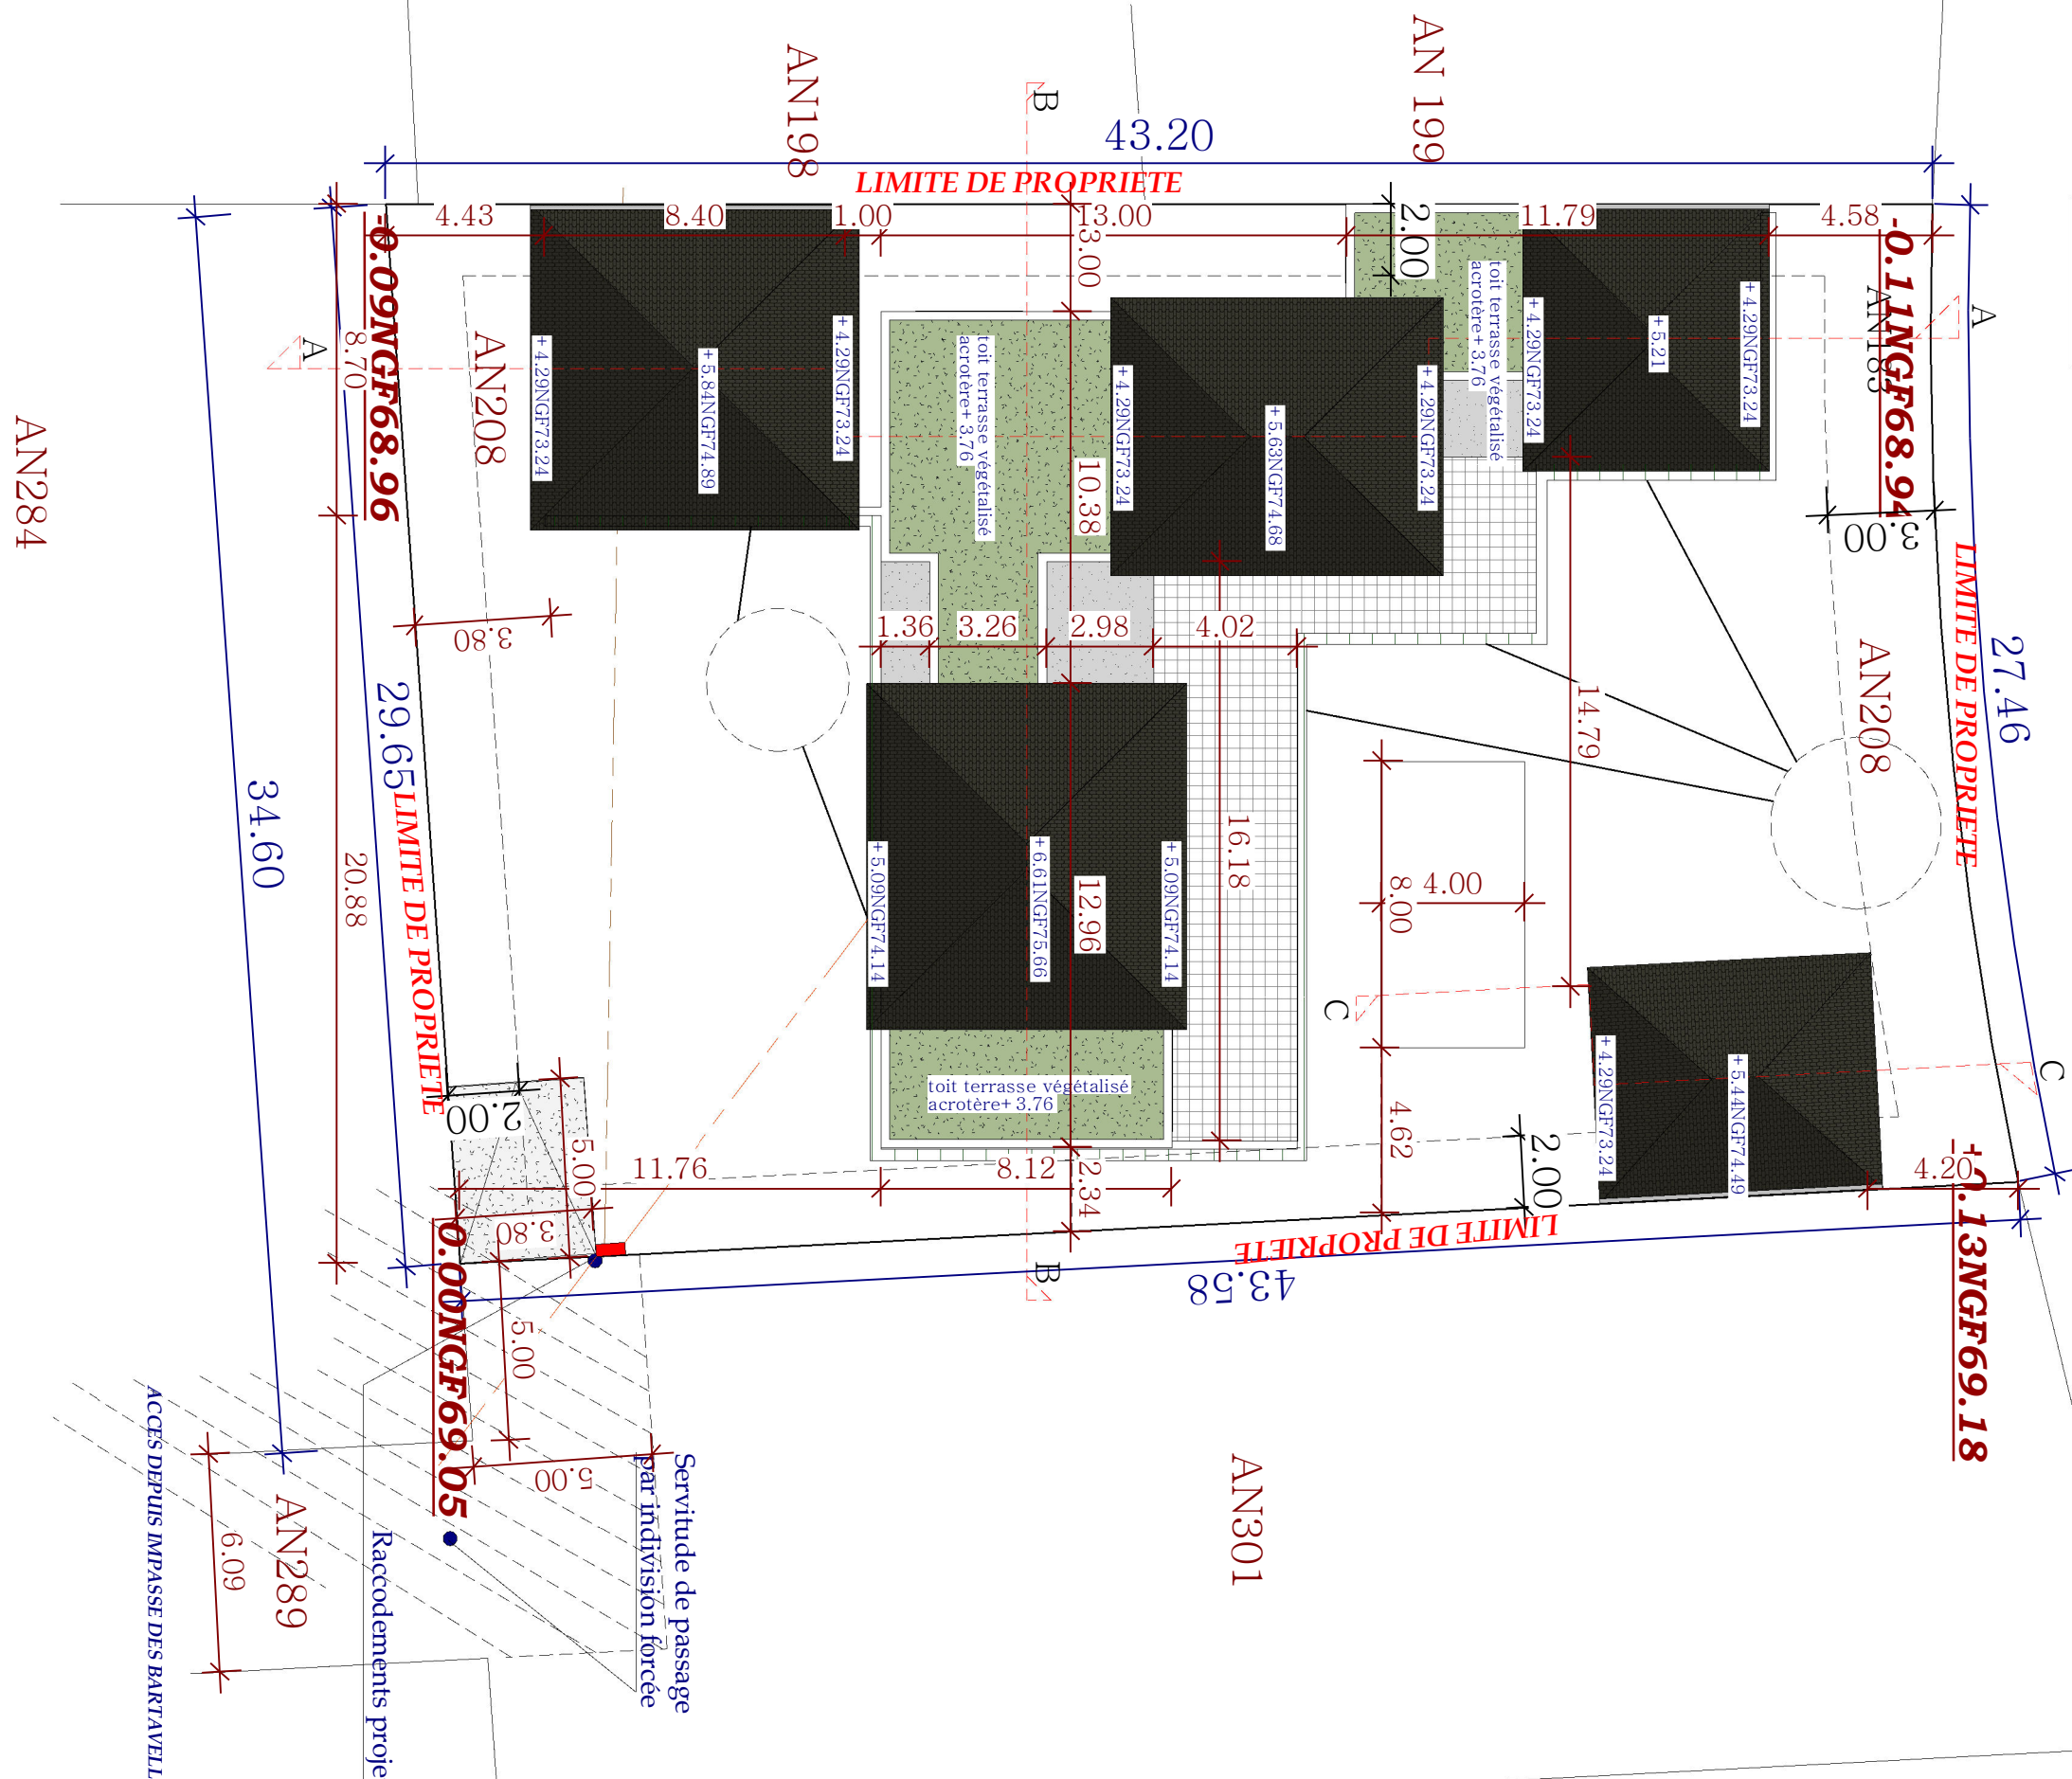 AN198
B
AN 199
43.20
LIMITE DE PROPRIETE
4.43
8.40
1.00
13.00
3.00
2.00
11.79
4.58
-0.09NGF68.96
-0.11NGF68.94
AN183
A
A
8.70
AN208
+4.29NGF73.24
+5.84NGF74.89
+4.29NGF73.24
toit terrasse végétalisé
acrotère+3.76
10.38
+4.29NGF73.24
+5.63NGF74.68
+4.29NGF73.24
toit terrasse végétalisé
acrotère+3.76
+4.29NGF73.24
+5.21
+4.29NGF73.24
3.00
AN284
LIMITE DE PROPRIETE
27.46
AN208
3.80
1.36
3.26
2.98
4.02
14.79
29.65
LIMITE DE PROPRIETE
34.60
20.88
+5.09NGF74.14
+6.61NGF75.66
12.96
+5.09NGF74.14
16.18
8.00
4.00
C
C
+4.29NGF73.24
+5.44NGF74.49
toit terrasse végétalisé
acrotère+3.76
2.00
5.00
11.76
8.12
2.34
4.62
2.00
4.20
+0.13NGF69.18
3.80
0.00NGF69.05
LIMITE DE PROPRIETE
43.58
B
5.00
5.00
Servitude de passage
par indivision forcée
AN301
ACCES DEPUIS IMPASSE DES BARTAVELL
6.09
AN289
Raccodements proje